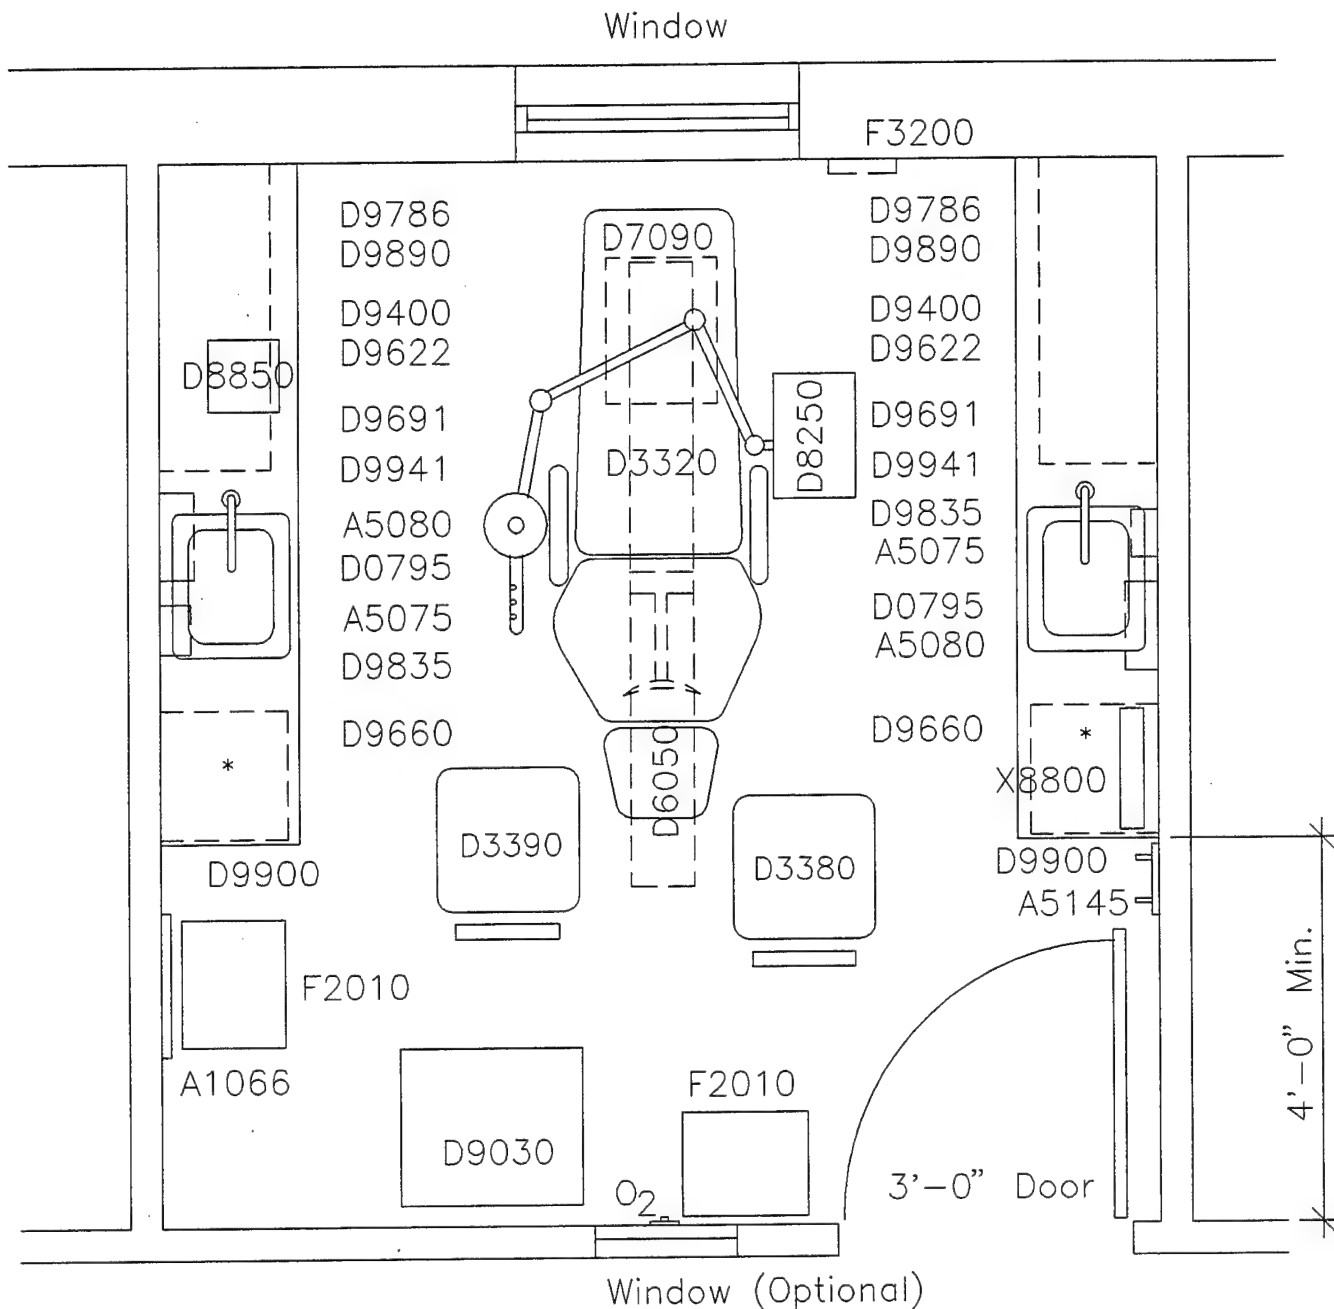 Window
F3200
D9786
D9890
D9400
D9622
D8850
D9691
D9941
A5080
D0795
A5075
D9835
D9660
*
D9900
D7090
D3320
D8250
D6050
D9786
D9890
D9400
D9622
D9691
D9941
D9835
A5075
D0795
A5080
D9660
*
X8800
D9900
A5145
D3390
D3380
F2010
A1066
D9030
F2010
O2
3'-0" Door
4'-0" Min.
Window (Optional)